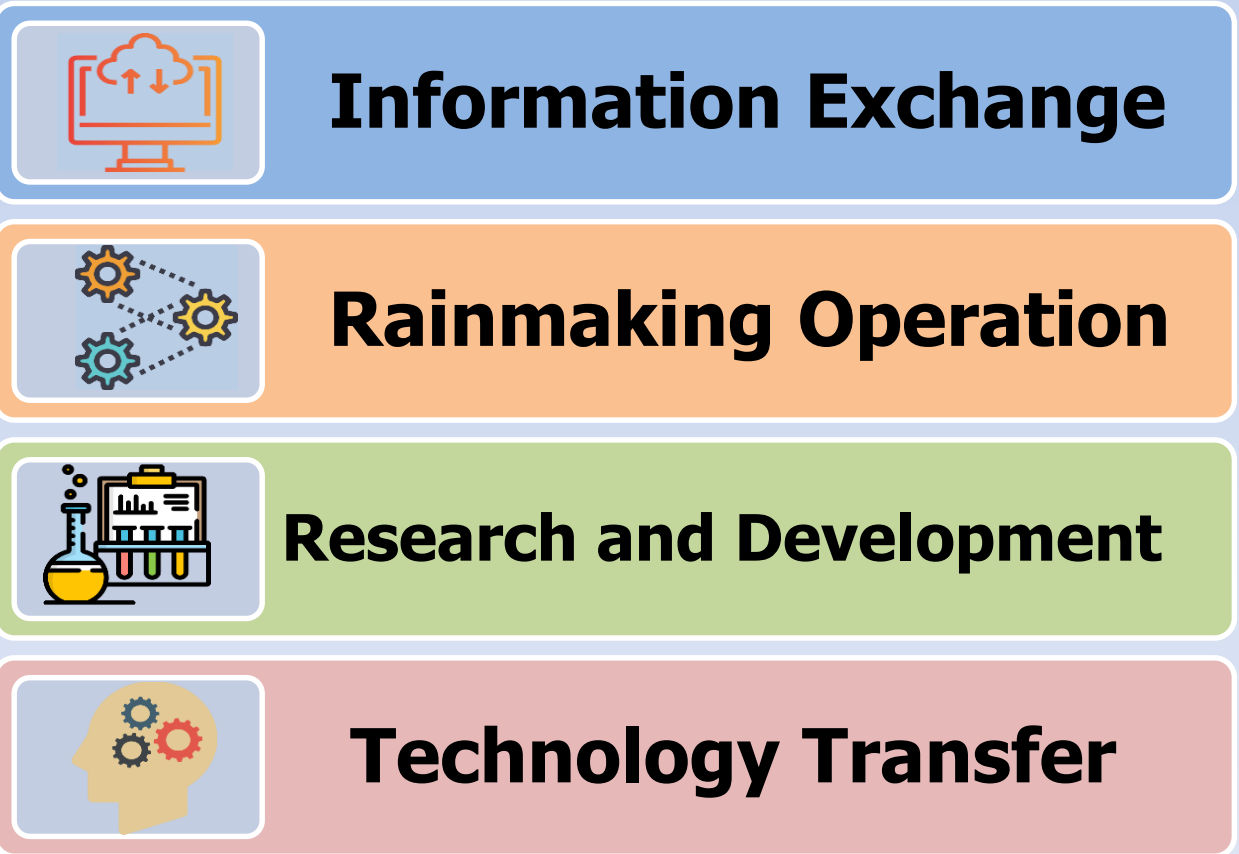 Information Exchange
Rainmaking Operation
Research and Development
Technology Transfer